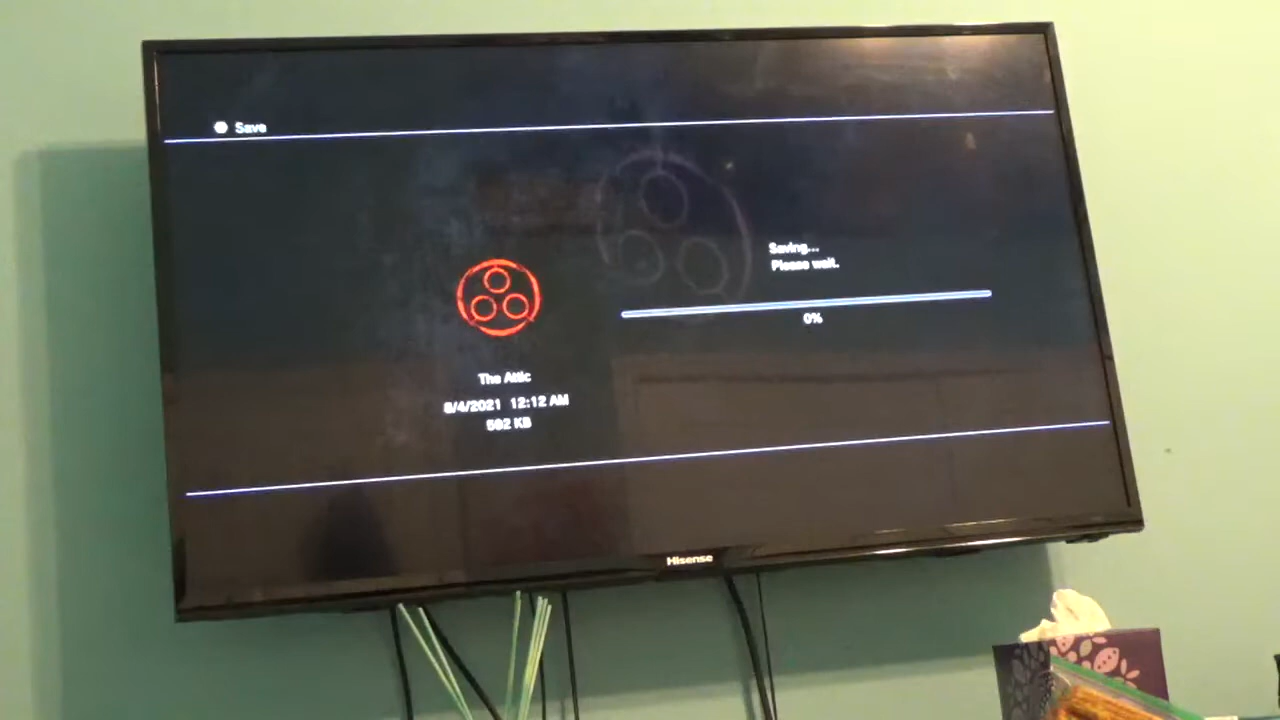 Save
Saving...
Please wait.
0%
The Attic
8/4/2021 12:12 AM
592 KB
Hisense